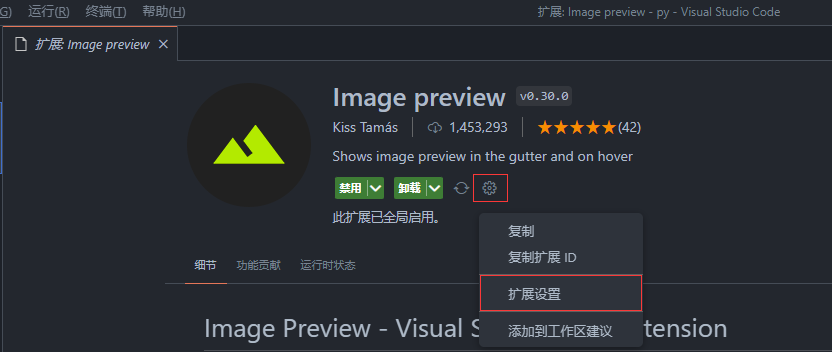 G) 运行(R) 终端(T) 帮助(H) 扩展: Image preview - py - Visual Studio Code
扩展: Image preview
Image preview v0.30.0
Kiss Tamás 1,453,293 ★★★★★(42)
Shows image preview in the gutter and on hover
禁用 卸载
此扩展已全局启用。
复制
复制扩展 ID
扩展设置
添加到工作区建议
细节 功能贡献 运行时状态
Image Preview - Visual S tension